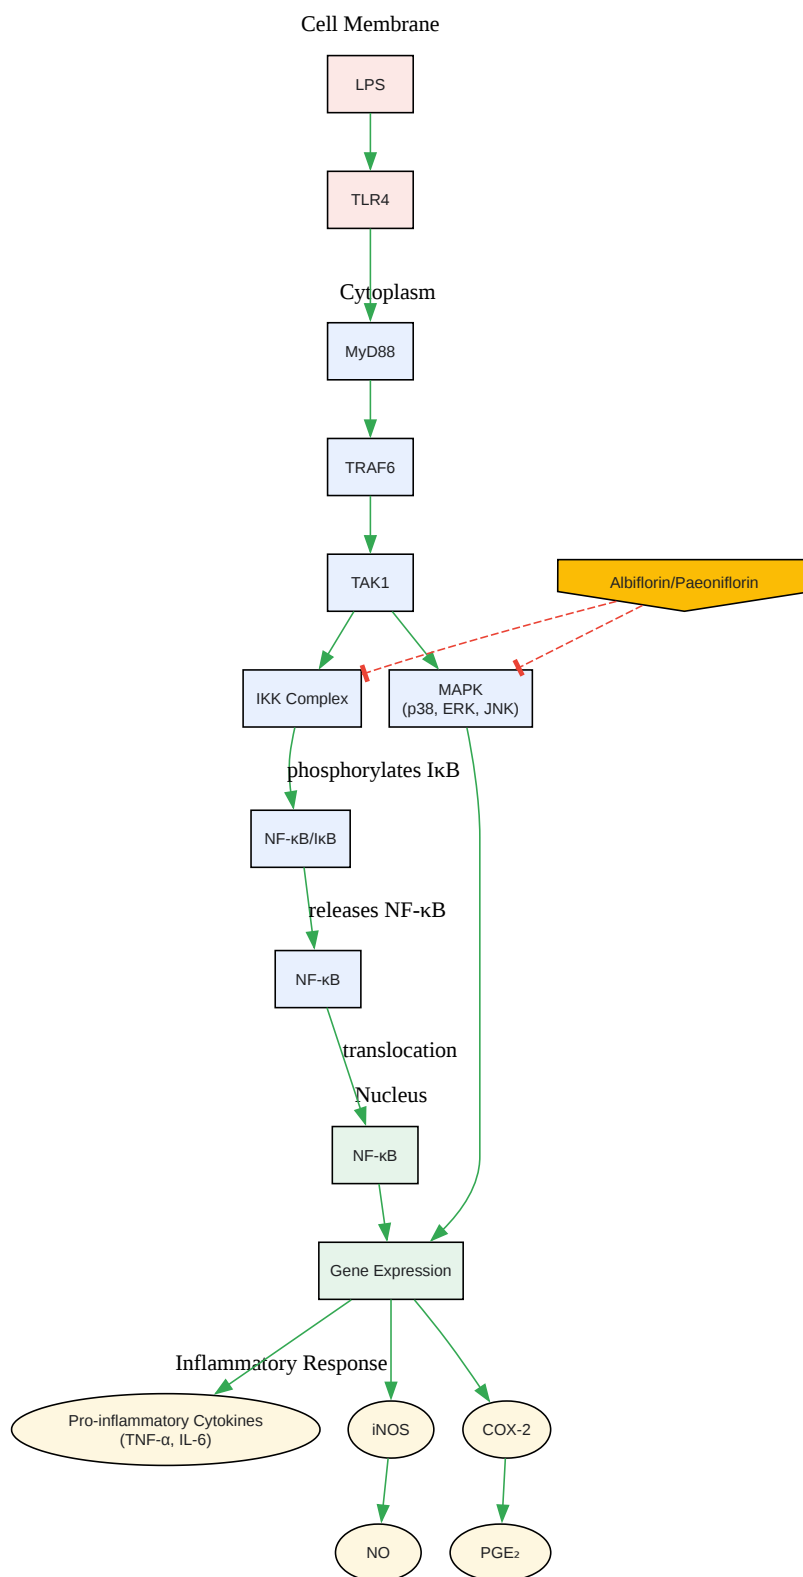 Cell Membrane
LPS
TLR4
Cytoplasm
MyD88
TRAF6
TAK1
Albiflorin/Paeoniflorin
IKK Complex
MAPK
(p38, ERK, JNK)
phosphorylates IκB
NF-κB/IκB
releases NF-κB
NF-κB
translocation
Nucleus
NF-κB
Gene Expression
Inflammatory Response
Pro-inflammatory Cytokines
(TNF-α, IL-6)
iNOS
COX-2
NO
PGE₂